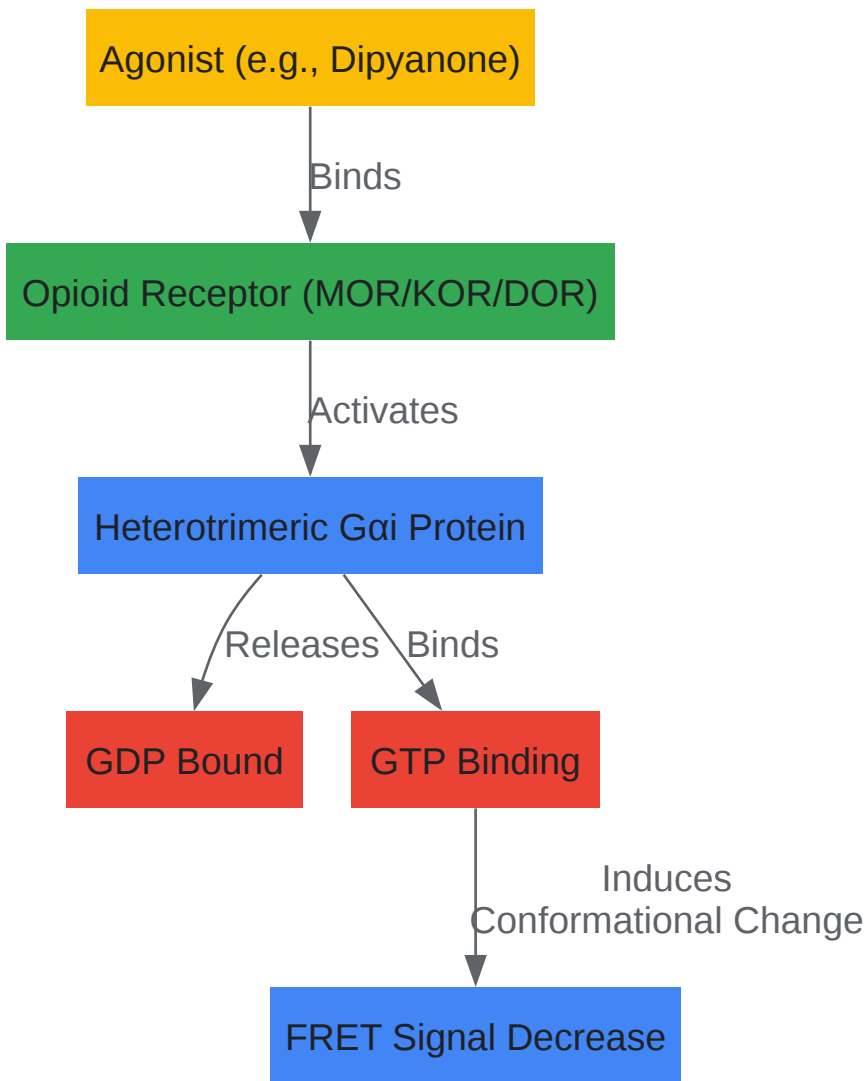 Agonist (e.g., Dipyanone)
Binds
Opioid Receptor (MOR/KOR/DOR)
Activates
Heterotrimeric Gαi Protein
Releases
Binds
GDP Bound
GTP Binding
Induces
Conformational Change
FRET Signal Decrease